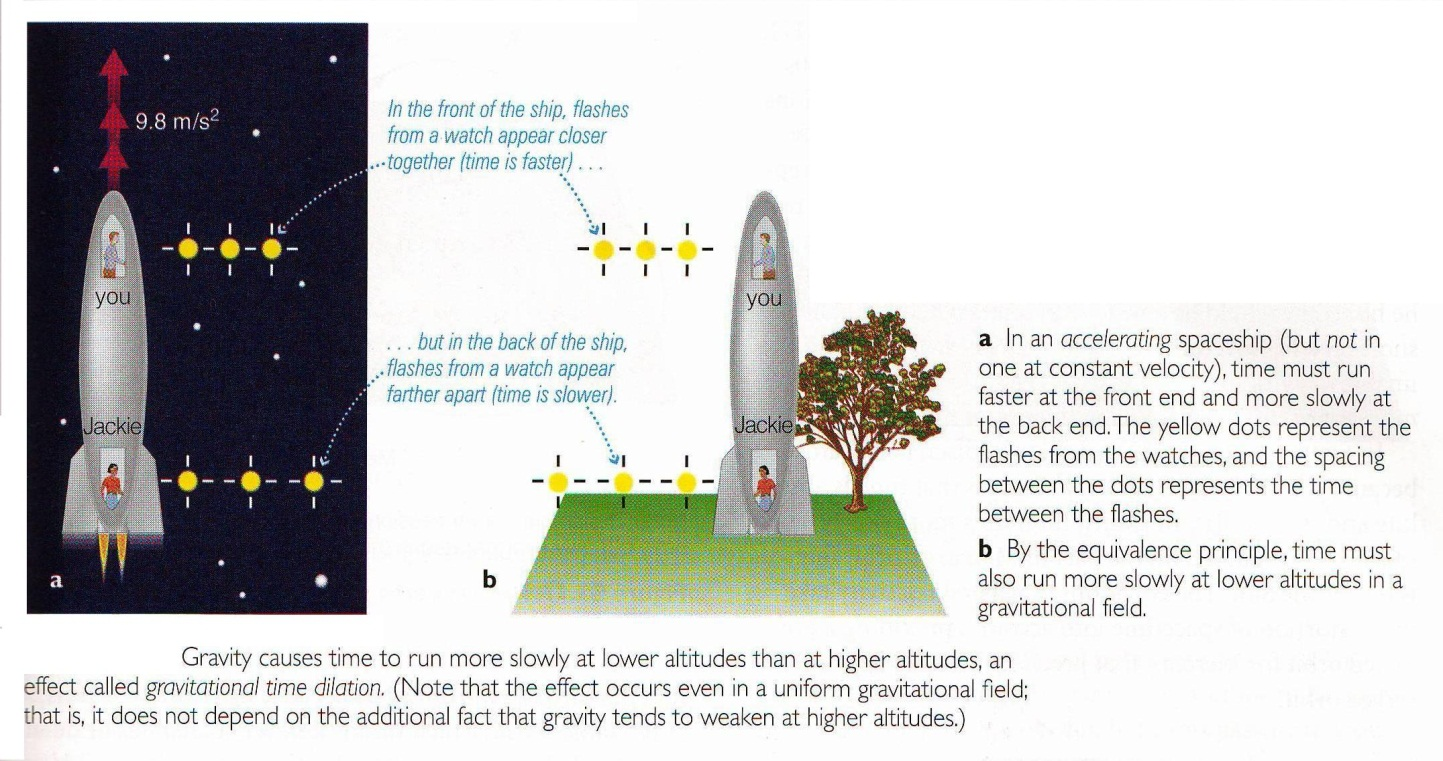 9.8 m/s²
you
Jackie
a
In the front of the ship, flashes
from a watch appear closer
together (time is faster) . . .
. . . but in the back of the ship,
flashes from a watch appear
farther apart (time is slower).
you
Jackie
b
a In an accelerating spaceship (but not in
one at constant velocity), time must run
faster at the front end and more slowly at
the back end. The yellow dots represent the
flashes from the watches, and the spacing
between the dots represents the time
between the flashes.
b By the equivalence principle, time must
also run more slowly at lower altitudes in a
gravitational field.
Gravity causes time to run more slowly at lower altitudes than at higher altitudes, an
effect called gravitational time dilation. (Note that the effect occurs even in a uniform gravitational field;
that is, it does not depend on the additional fact that gravity tends to weaken at higher altitudes.)